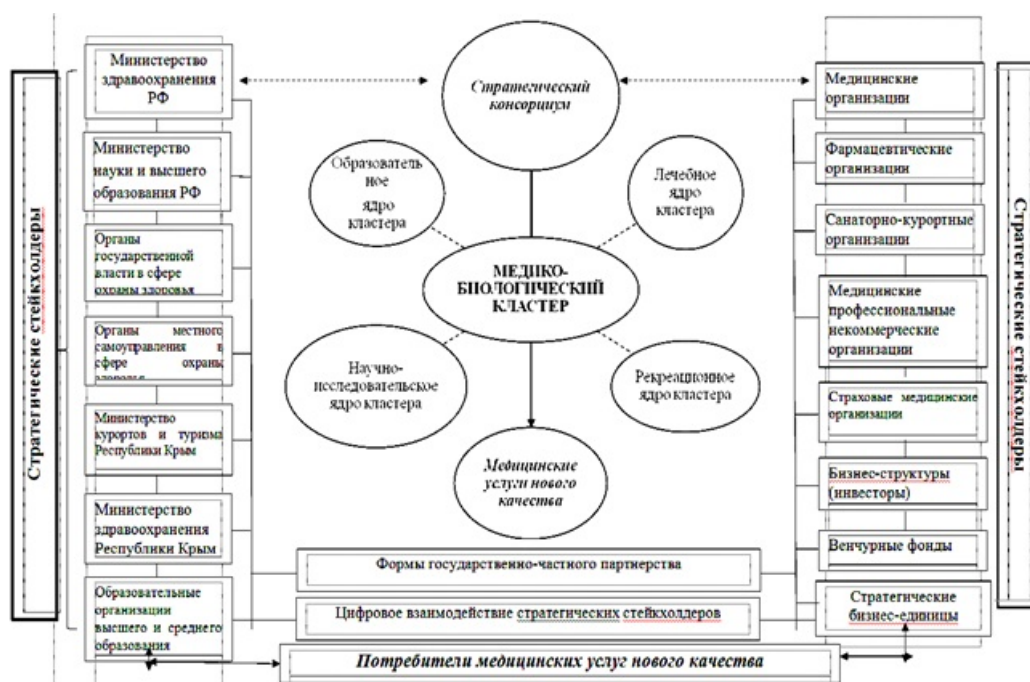 Стратегические стейкхолдеры
Министерство
здравоохранения
РФ
Министерство
науки и высшего
образования РФ
Органы
государственной
власти в сфере
охраны здоровья
Органы местного
самоуправления в
сфере охраны
здоровья
Министерство
курортов и туризма
Республики Крым
Министерство
здравоохранения
Республики Крым
Образовательные
организации
высшего и среднего
образования
Стратегический
консорциум
Образователь
ное
ядро
кластера
Лечебное
ядро
кластера
МЕДИКО-
БИОЛОГИЧЕСКИЙ
КЛАСТЕР
Научно-
исследовательское
ядро кластера
Рекреационное
ядро кластера
Медицинские
услуги нового
качества
Формы государственно-частного партнерства
Цифровое взаимодействие стратегических стейкхолдеров
Потребители медицинских услуг нового качества
Медицинские
организации
Фармацевтические
организации
Санаторно-курортные
организации
Медицинские
профессиональные
некоммерческие
организации
Страховые медицинские
организации
Бизнес-структуры
(инвесторы)
Венчурные фонды
Стратегические
бизнес-единицы
Стратегические стейкхолдеры